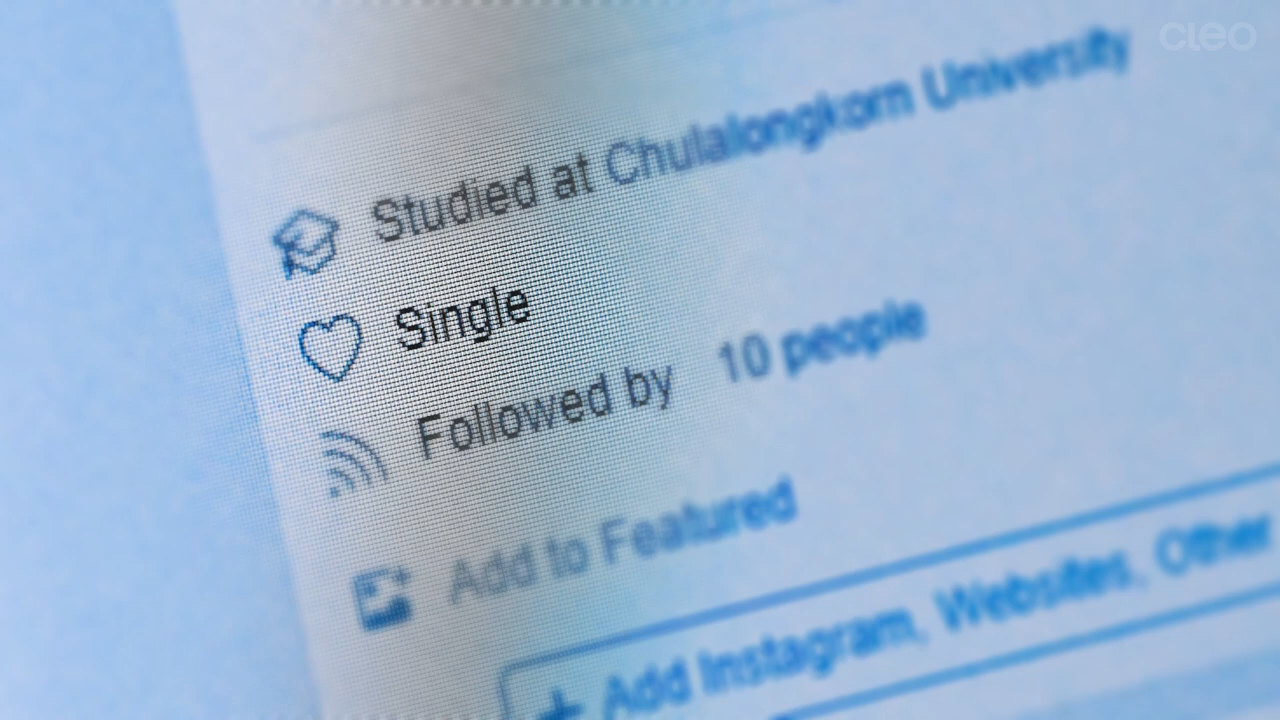 cleo
Studied at Chulalongkorn University
Single
Followed by 10 people
Add to Featured
+ Add Instagram, Websites, Other